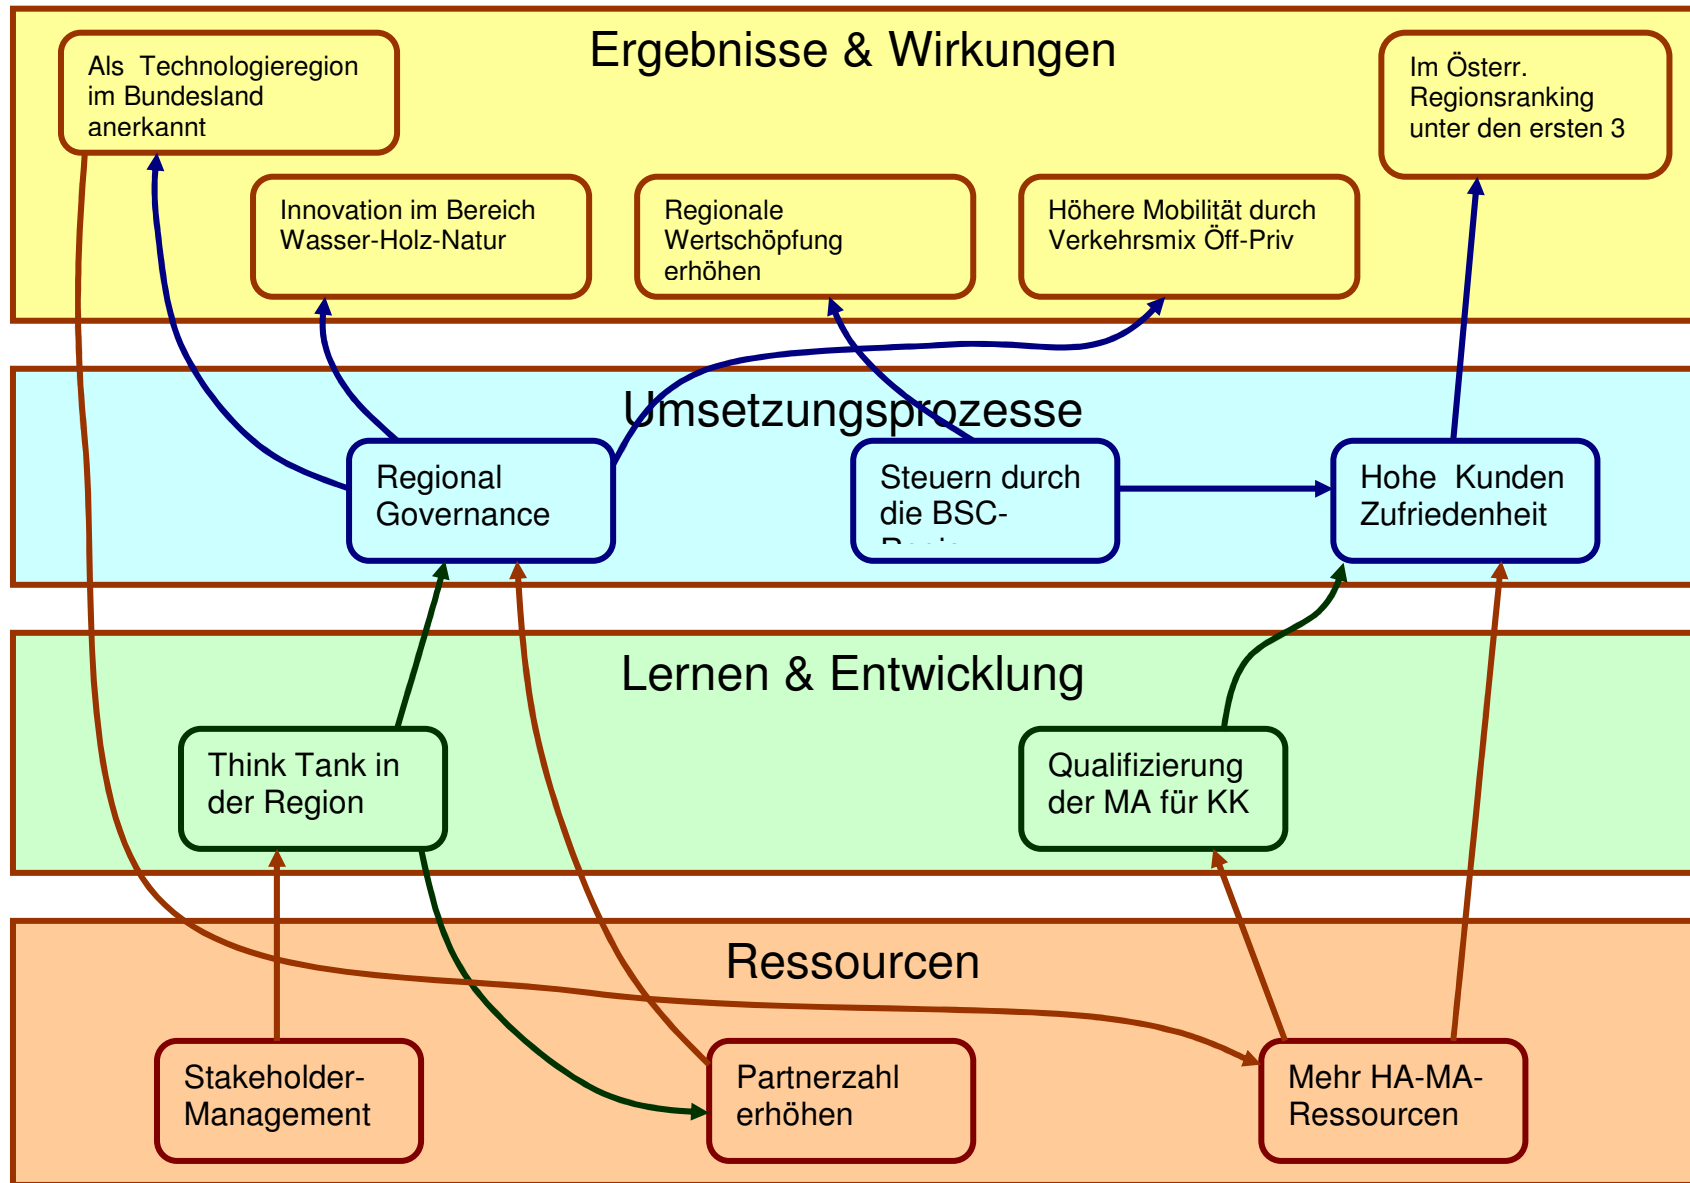 Ergebnisse & Wirkungen
Als Technologieregion
im Bundesland
anerkannt
Im Österr.
Regionsranking
unter den ersten 3
Innovation im Bereich
Wasser-Holz-Natur
Regionale
Wertschöpfung
erhöhen
Höhere Mobilität durch
Verkehrsmix Öff-Priv
Umsetzungsprozesse
Regional
Governance
Steuern durch
die BSC-
Hohe Kunden
Zufriedenheit
Lernen & Entwicklung
Think Tank in
der Region
Qualifizierung
der MA für KK
Ressourcen
Stakeholder-
Management
Partnerzahl
erhöhen
Mehr HA-MA-
Ressourcen